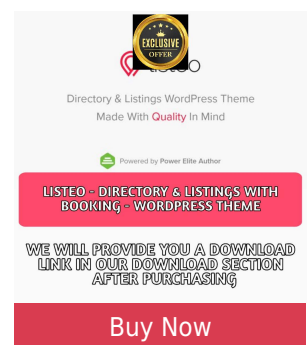 EXCLUSIVE
OFFER
Directory & Listings WordPress Theme
Made With Quality In Mind
Powered by Power Elite Author
LISTEO - DIRECTORY & LISTINGS WITH
BOOKING - WORDPRESS THEME
WE WILL PROVIDE YOU A DOWNLOAD
LINK IN OUR DOWNLOAD SECTION
AFTER PURCHASING
Buy Now